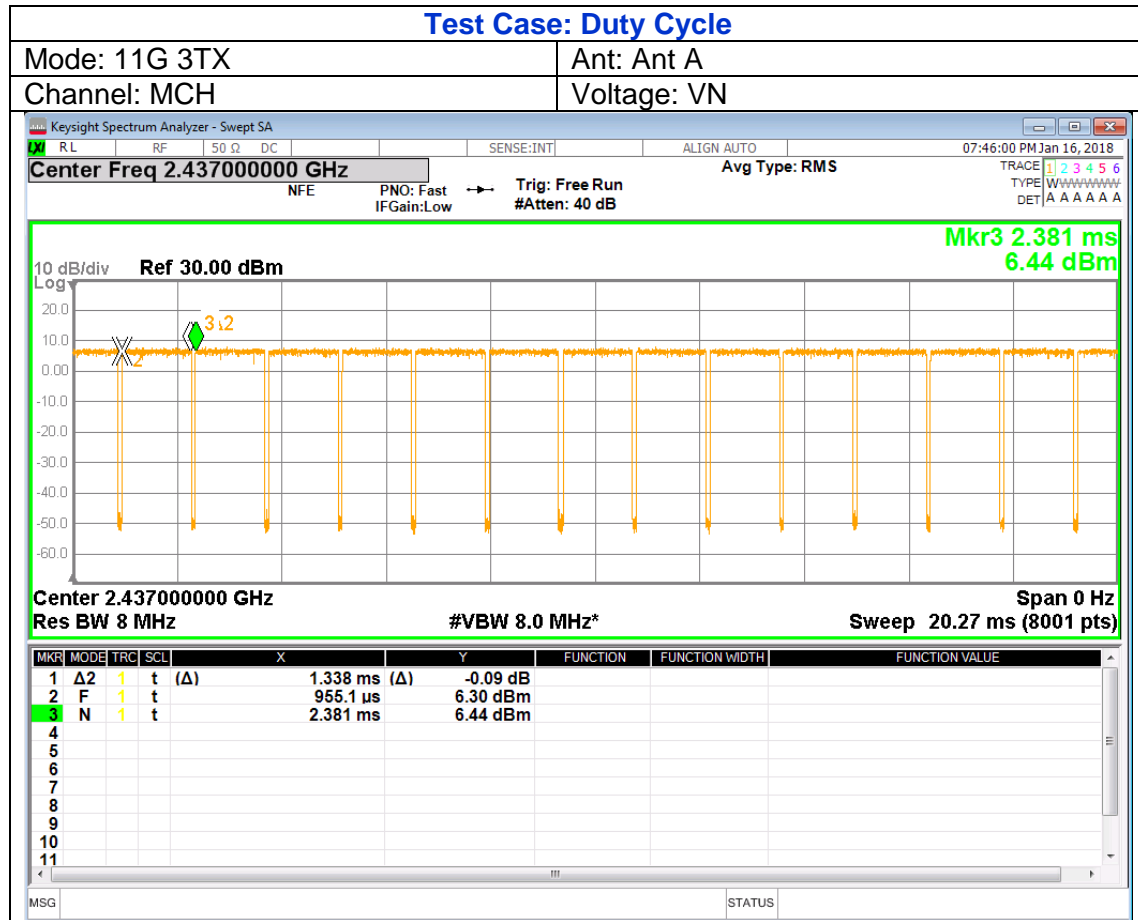 Test Case: Duty Cycle
Mode: 11G 3TX Ant: Ant A
Channel: MCH Voltage: VN
Keysight Spectrum Analyzer - Swept SA
LXI RL RF 50 Ω DC SENSE:INT ALIGN AUTO 07:46:00 PM Jan 16, 2018
Center Freq 2.437000000 GHz Avg Type: RMS TRACE 1 2 3 4 5 6
NFE PNO: Fast Trig: Free Run TYPE WWWWWW
IFGain:Low #Atten: 40 dB DET A A A A A A
Mkr3 2.381 ms
6.44 dBm
10 dB/div Ref 30.00 dBm
Log
20.0
10.0
0.00
-10.0
-20.0
-30.0
-40.0
-50.0
-60.0
Center 2.437000000 GHz Span 0 Hz
Res BW 8 MHz #VBW 8.0 MHz* Sweep 20.27 ms (8001 pts)
MKR MODE TRC SCL X Y FUNCTION FUNCTION WIDTH FUNCTION VALUE
1 Δ2 1 t (Δ) 1.338 ms (Δ) -0.09 dB
2 F 1 t 955.1 µs 6.30 dBm
3 N 1 t 2.381 ms 6.44 dBm
4
5
6
7
8
9
10
11
MSG STATUS